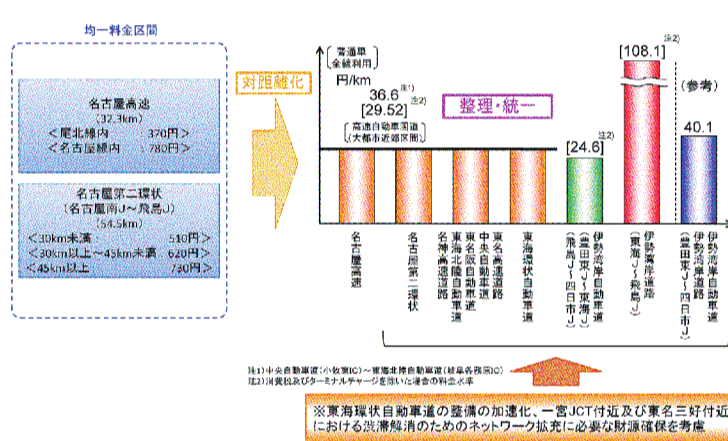 均一料金区間
名古屋高速
(32.3km)
<尾北線内 370円>
<名古屋線内 780円>
名古屋第二環状
(名古屋南J～飛島J)
(54.5km)
<30km未満 510円>
<30km以上～45km未満 620円>
<45km以上 730円>
対距離化
普通車
全線利用
円/km
36.6 注1)
[29.52] 注2)
高速自動車国道
(大都市近郊区間)
整理・統一
[24.6] 注2)
[108.1] 注2)
(参考)
40.1
名古屋高速
名古屋第二環状
東名高速道路
中央自動車道
東名阪自動車道
東海北陸自動車道
名神高速道路
東海環状自動車道
伊勢湾岸自動車道
(豊田東J～東海J)
(飛島J～四日市J)
伊勢湾岸道路
(東海J～飛島J)
伊勢湾岸自動車道
伊勢湾岸道路
(豊田東J～四日市J)
注1)中央自動車道(小牧東IC)～東海北陸自動車道(岐阜各務原IC)
注2)消費税及びターミナルチャージを除いた場合の料金水準
※東海環状自動車道の整備の加速化、一宮JCT付近及び東名三好付近
における渋滞解消のためのネットワーク拡充に必要な財源確保を考慮